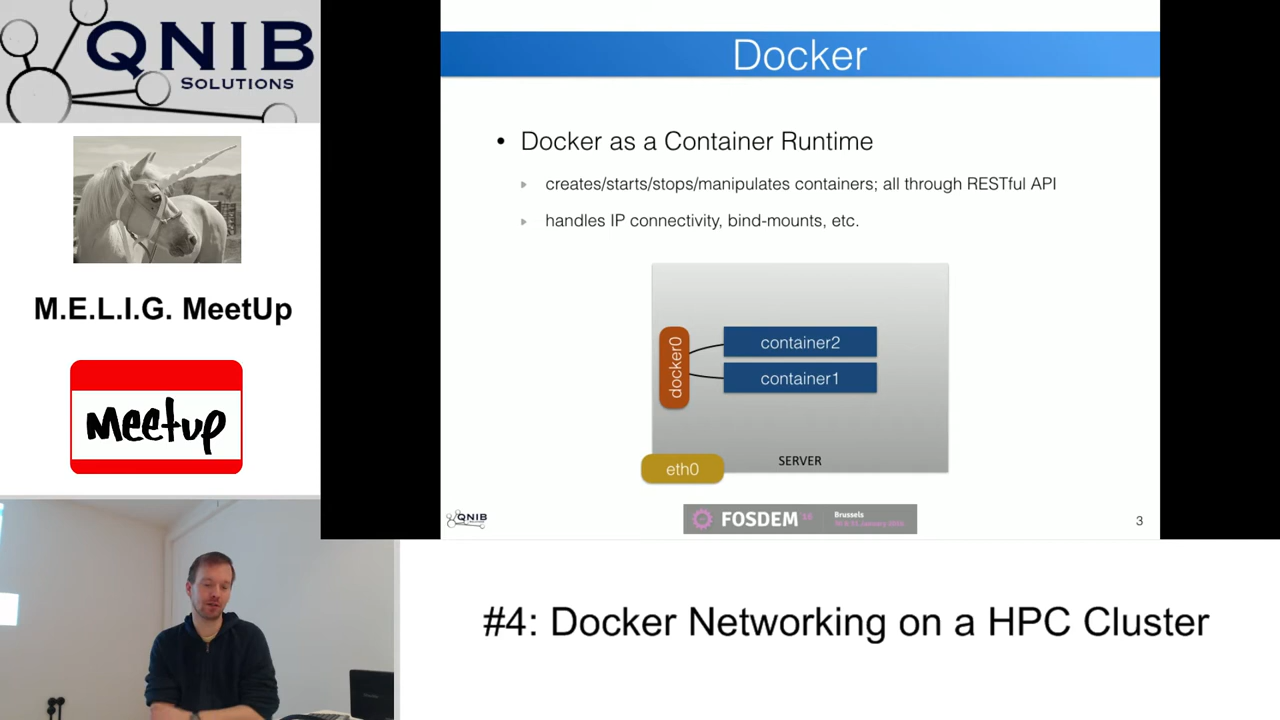 QNIB
SOLUTIONS
M.E.L.I.G. MeetUp
Meetup
Docker
• Docker as a Container Runtime
creates/starts/stops/manipulates containers; all through RESTful API
handles IP connectivity, bind-mounts, etc.
docker0
container2
container1
eth0
SERVER
QNIB
FOSDEM
Brussels
3
#4: Docker Networking on a HPC Cluster